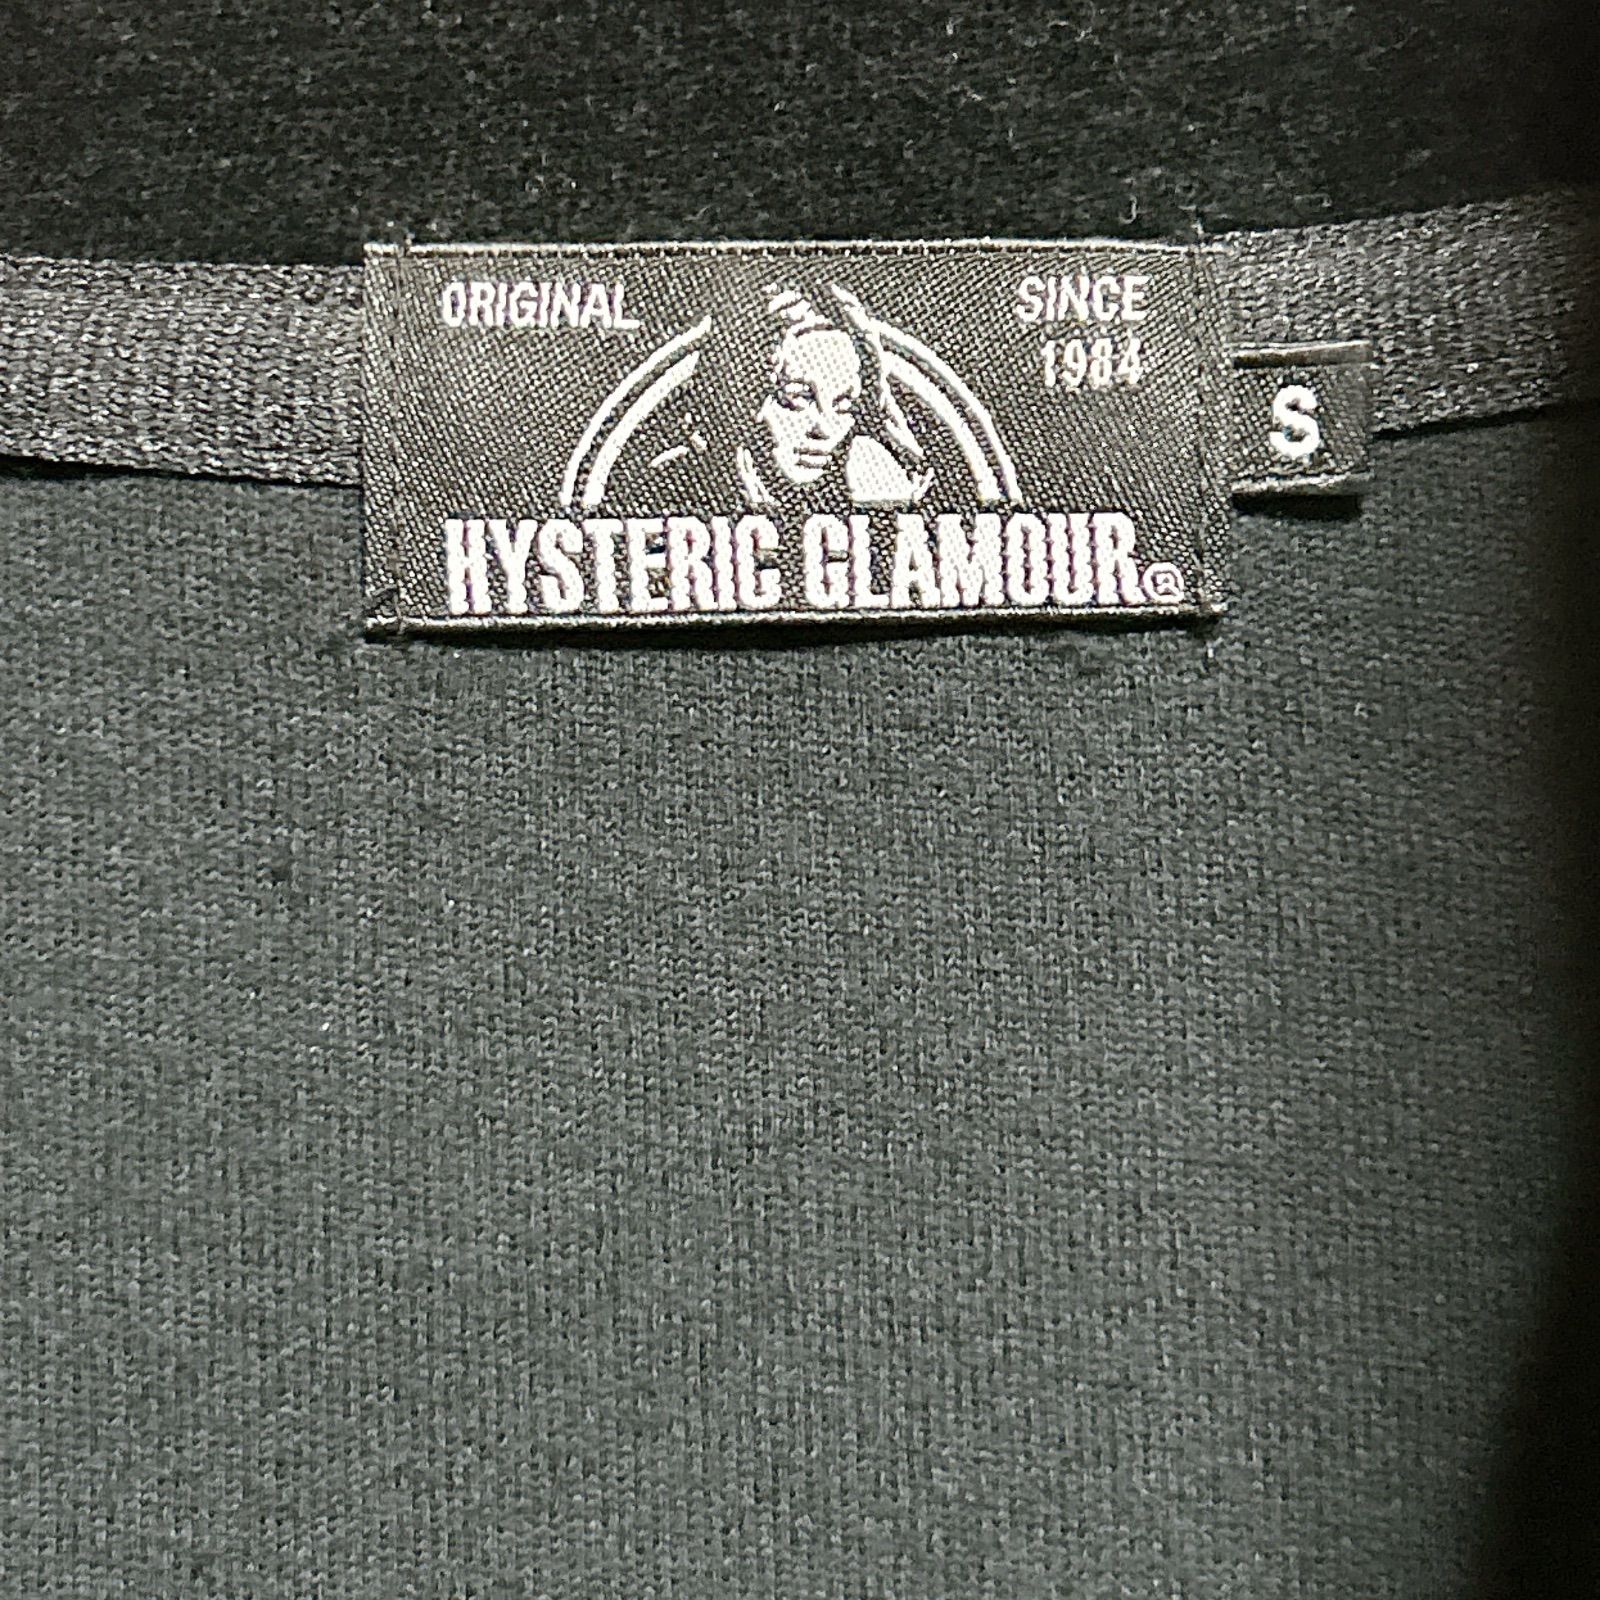 ORIGINAL
SINCE
1984
S
HYSTERIC GLAMOUR®